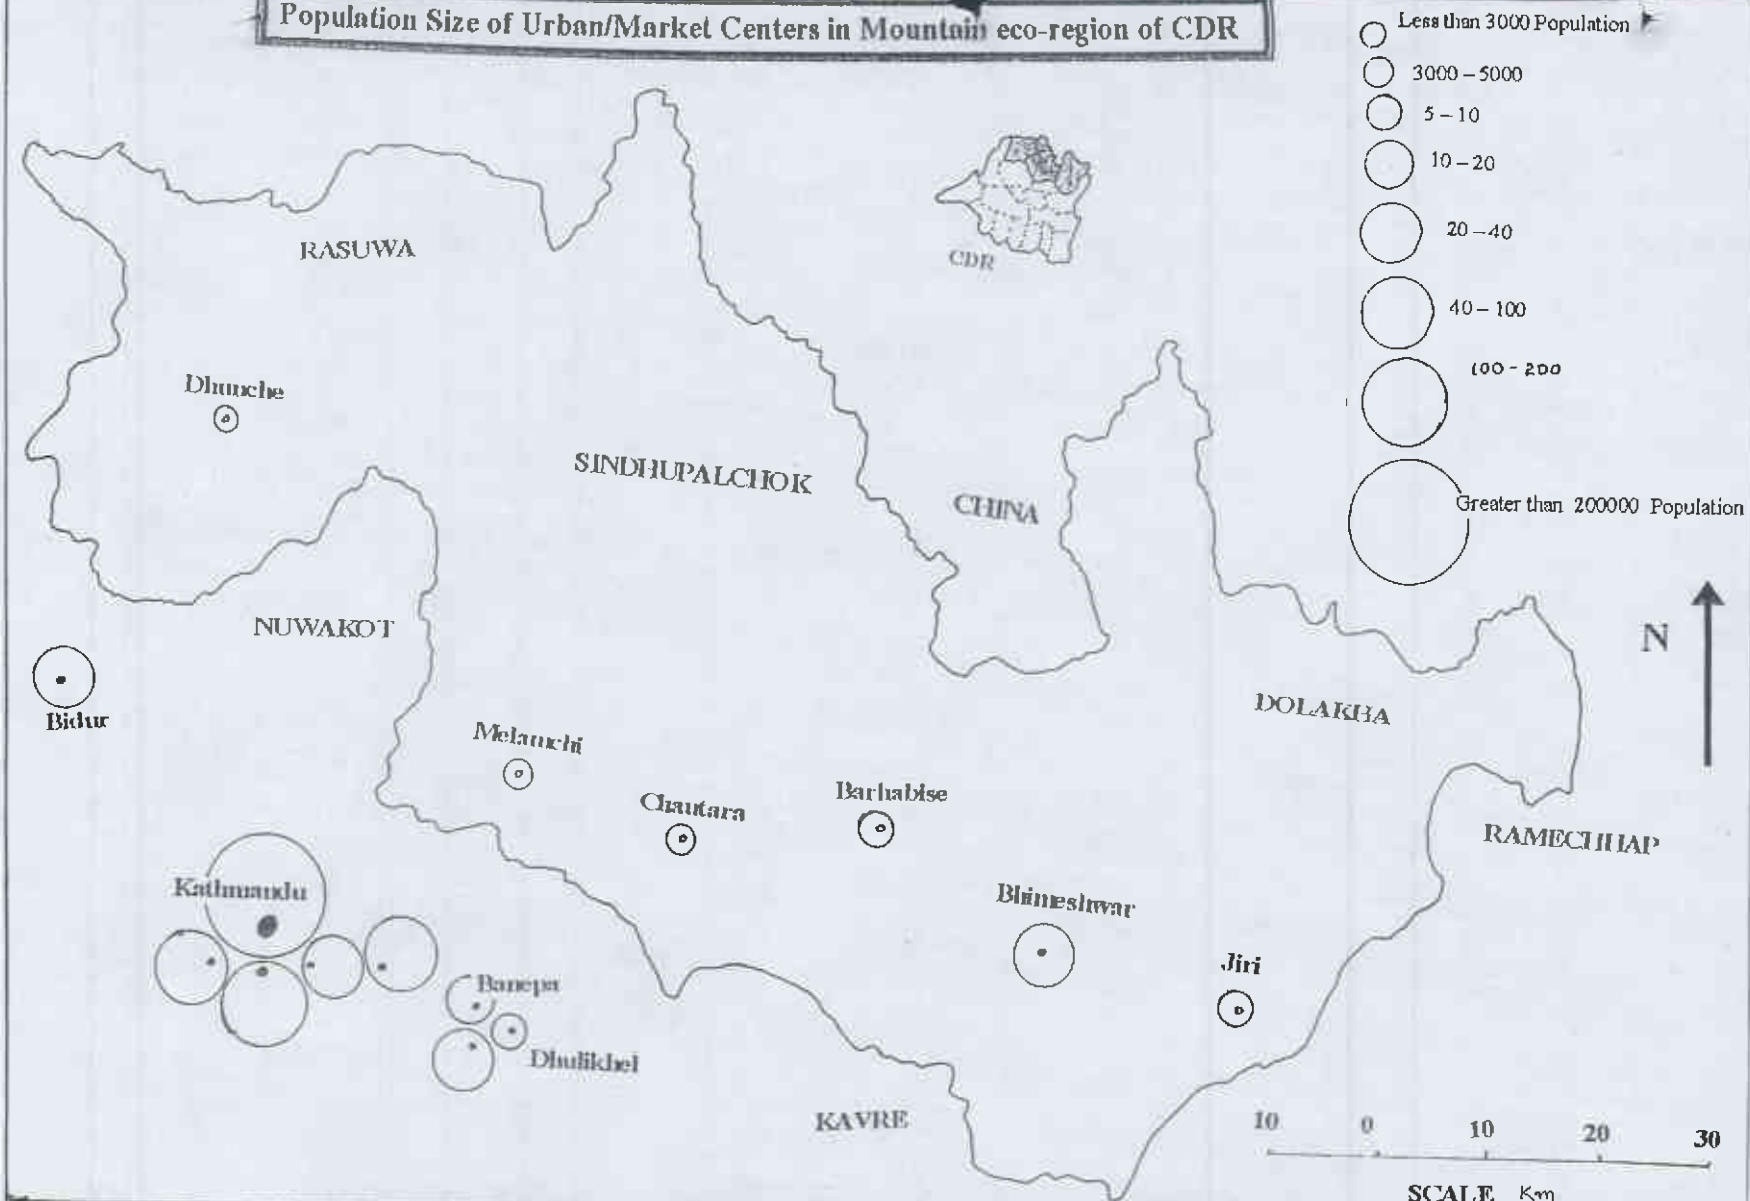 Population Size of Urban/Market Centers in Mountain eco-region of CDR
Less than 3000 Population
3000 – 5000
5 – 10
10 – 20
20 – 40
40 – 100
100 - 200
Greater than 200000 Population
CDR
RASUWA
Dhunche
SINDHUPALCHOK
CHINA
NUWAKOT
N
Bidur
DOLAKHA
Melamchi
Chautara
Barhabise
RAMECHHAP
Kathmandu
Bhimeshwar
Jiri
Banepa
Dhulikhel
KAVRE
10 0 10 20 30
SCALE Km